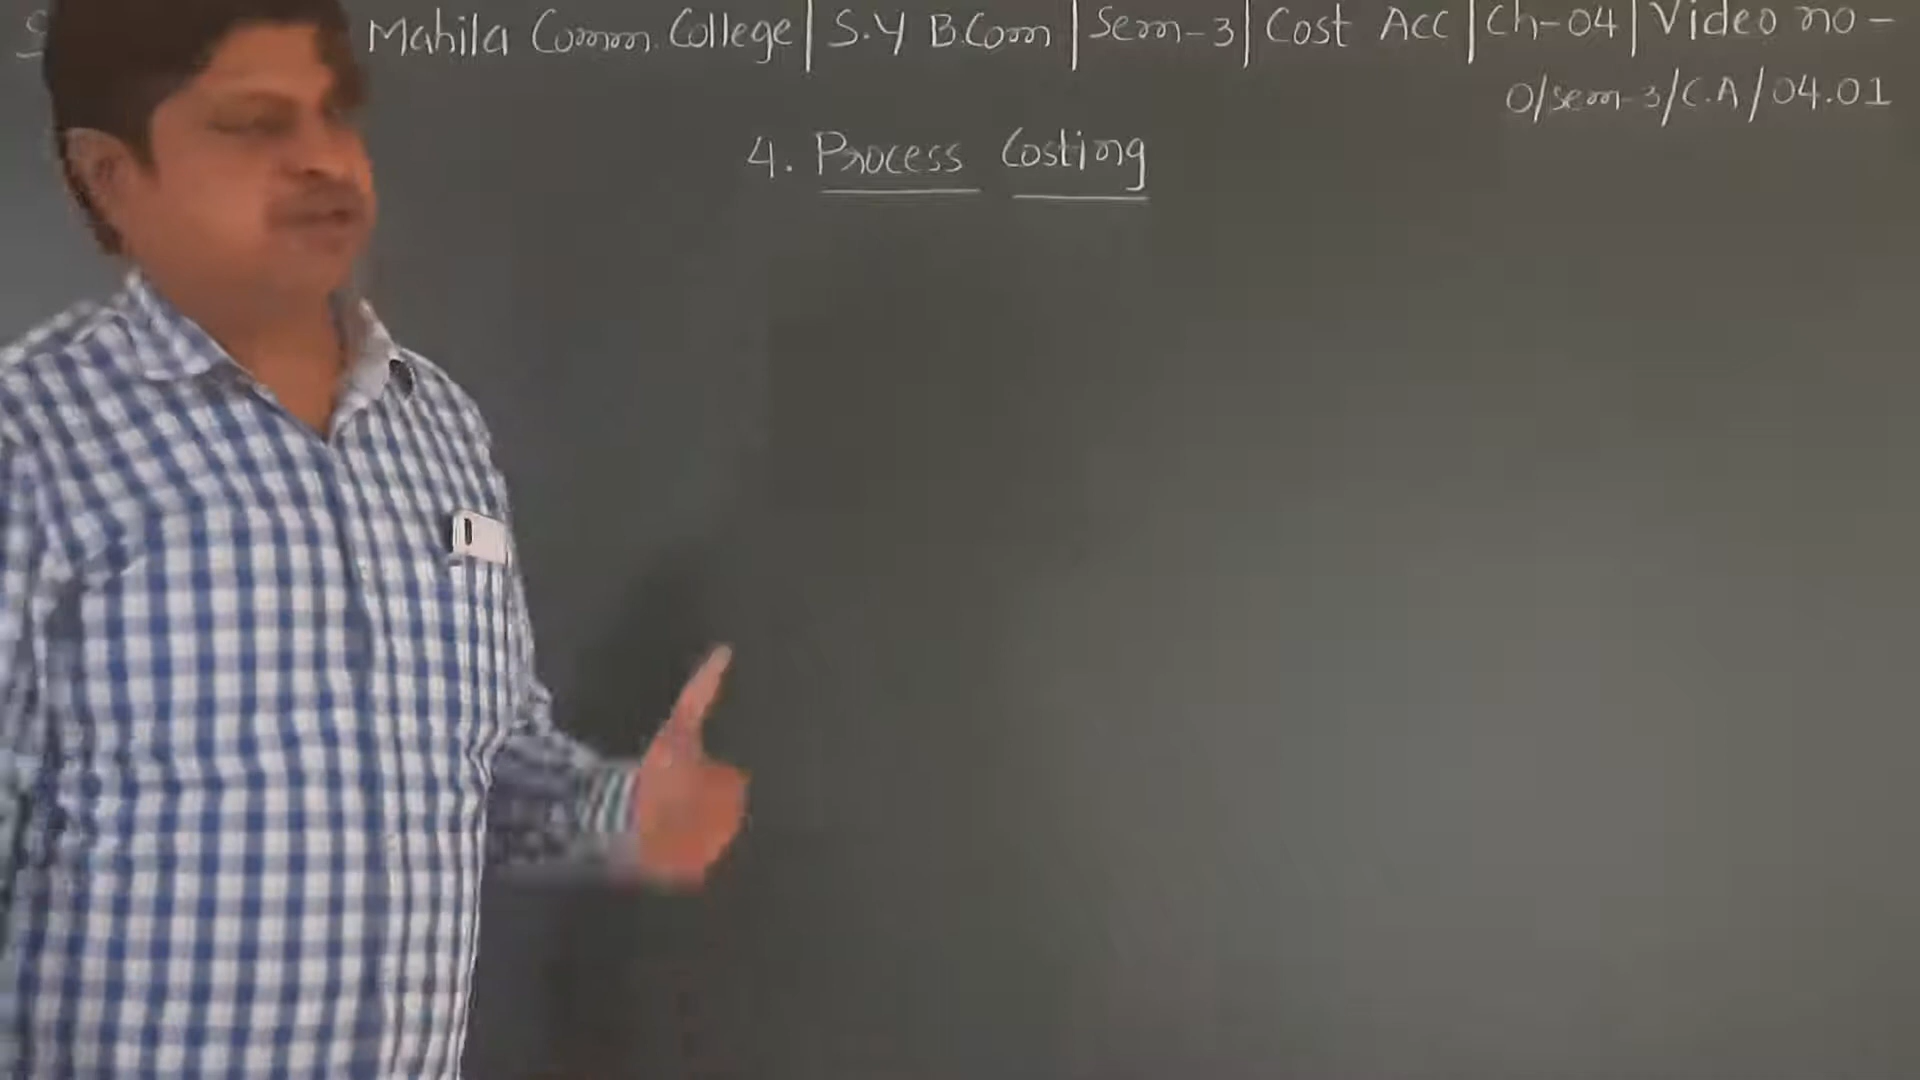 Mahila Comm. College | S.Y B.Com | Sem-3 | Cost Acc | Ch-04 | Video no -
0/sem-3/C.A/04.01
4. Process Costing